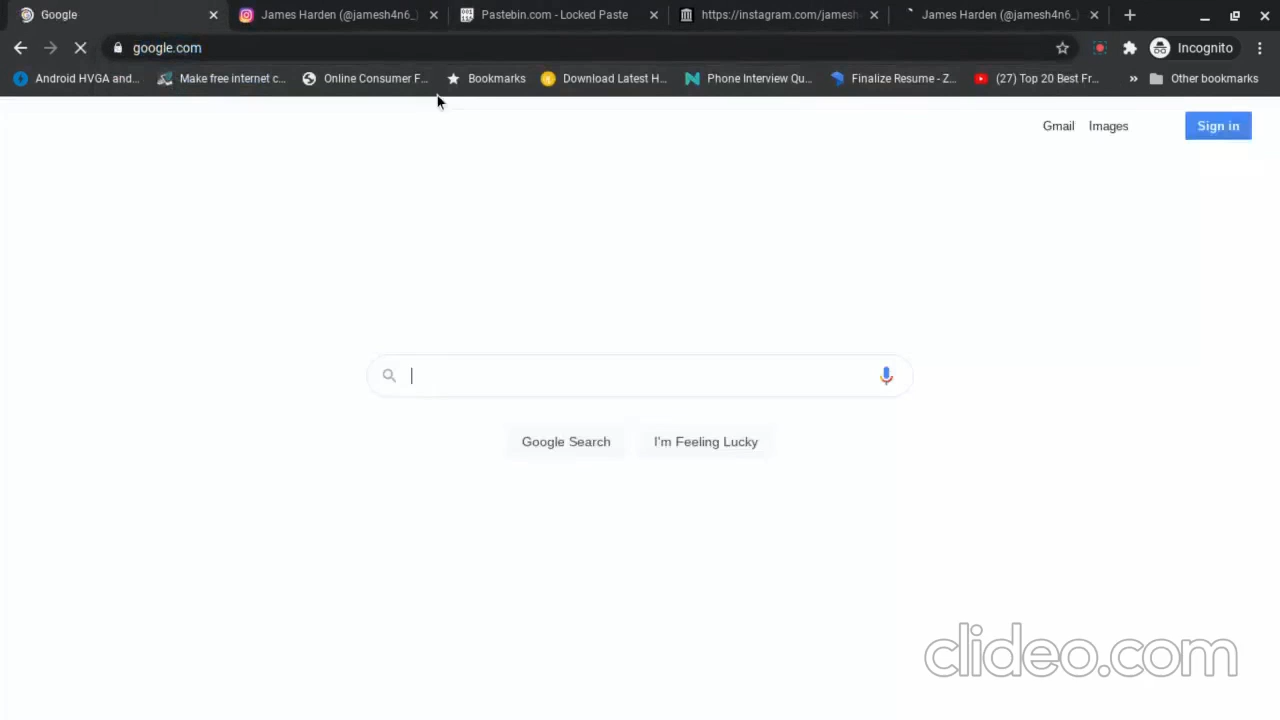 Google
James Harden (@jamesh4n6_)
Pastebin.com - Locked Paste
https://instagram.com/jamesh
James Harden (@jamesh4n6_)
google.com
Incognito
Android HVGA and...
Make free internet c...
Online Consumer F...
Bookmarks
Download Latest H...
Phone Interview Qu...
Finalize Resume - Z...
(27) Top 20 Best Fr...
Other bookmarks
Gmail
Images
Sign in
Google Search
I'm Feeling Lucky
clideo.com